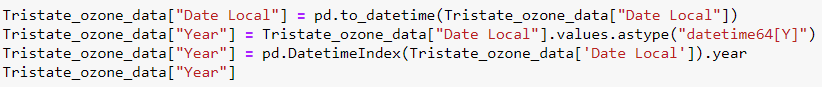 Tristate_ozone_data["Date Local"] = pd.to_datetime(Tristate_ozone_data["Date Local"])
Tristate_ozone_data["Year"] = Tristate_ozone_data["Date Local"].values.astype("datetime64[Y]")
Tristate_ozone_data["Year"] = pd.DatetimeIndex(Tristate_ozone_data['Date Local']).year
Tristate_ozone_data["Year"]